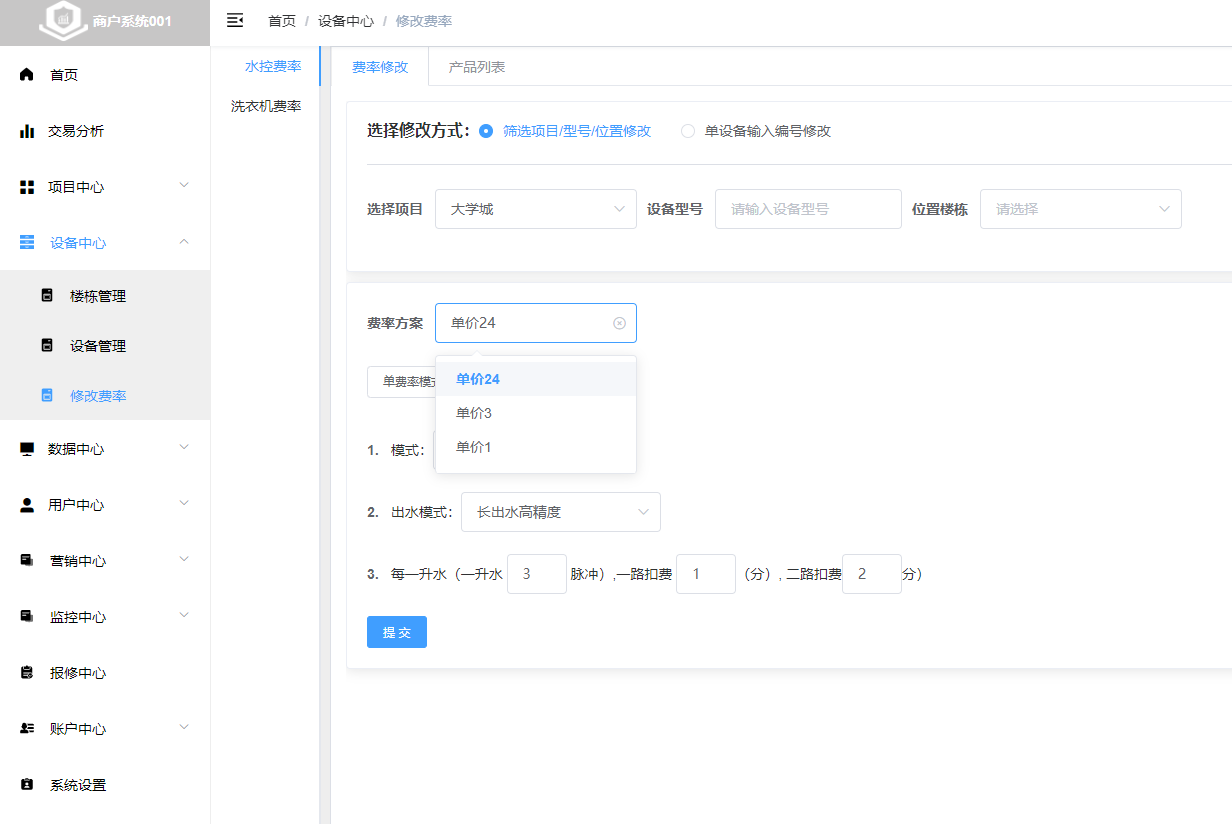 商户系统001
首页 / 设备中心 / 修改费率
首页
交易分析
项目中心
设备中心
楼栋管理
设备管理
修改费率
数据中心
用户中心
营销中心
监控中心
报修中心
账户中心
系统设置
水控费率
洗衣机费率
费率修改 产品列表
选择修改方式: 筛选项目/型号/位置修改 单设备输入编号修改
选择项目 大学城 设备型号 请输入设备型号 位置楼栋 请选择
费率方案 单价24
单价24
单价3
单价1
单费率模式
1. 模式:
2. 出水模式: 长出水高精度
3. 每一升水（一升水 3 脉冲）,一路扣费 1 （分）, 二路扣费 2 分）
提交